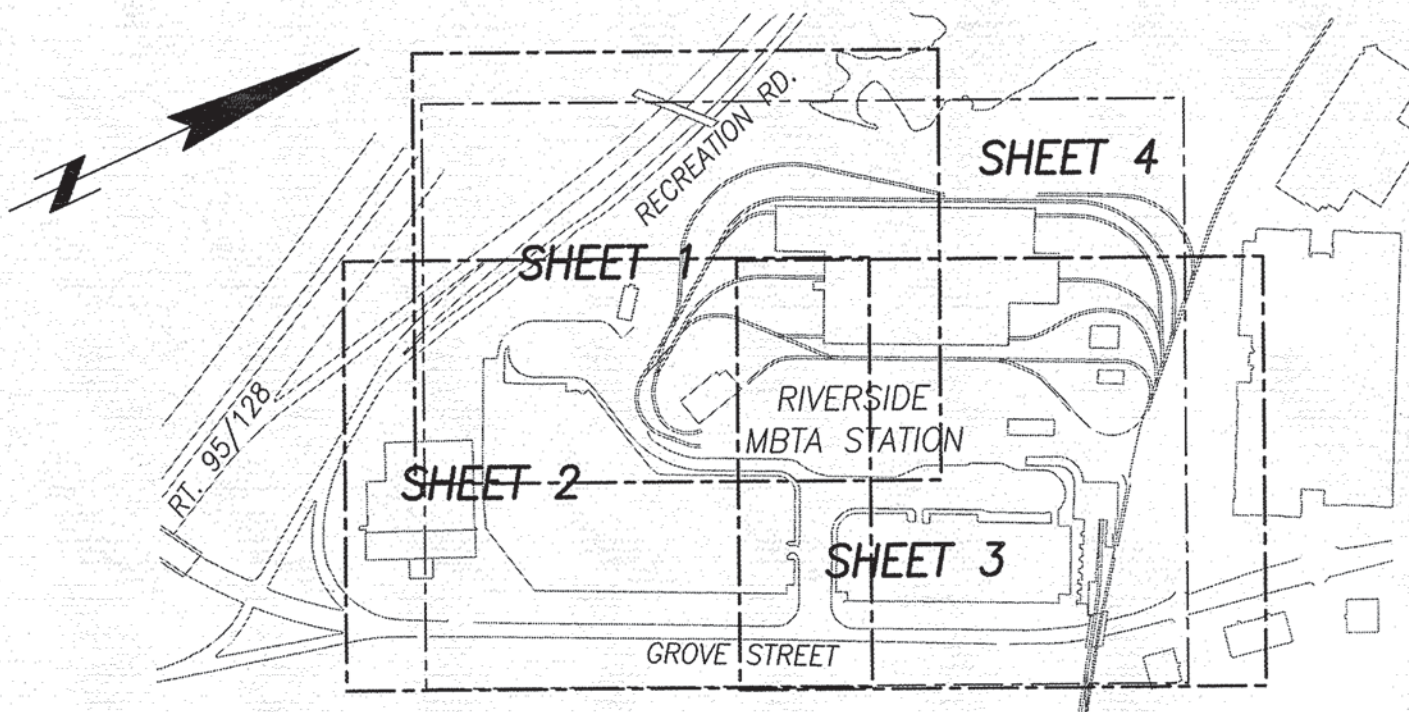 N
RECREATION RD.
SHEET 4
SHEET 1
RT. 95/128
RIVERSIDE
MBTA STATION
SHEET 2
SHEET 3
GROVE STREET